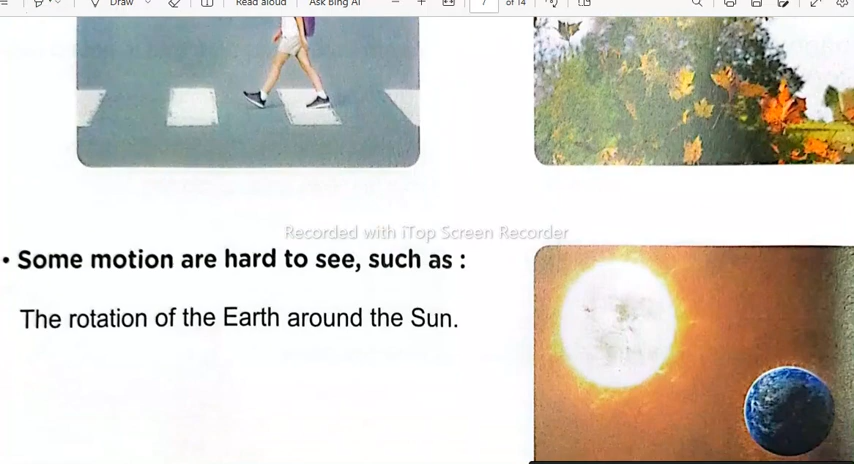 Draw
Read aloud
Ask Bing AI
7 of 14
Recorded with iTop Screen Recorder
• Some motion are hard to see, such as :
The rotation of the Earth around the Sun.